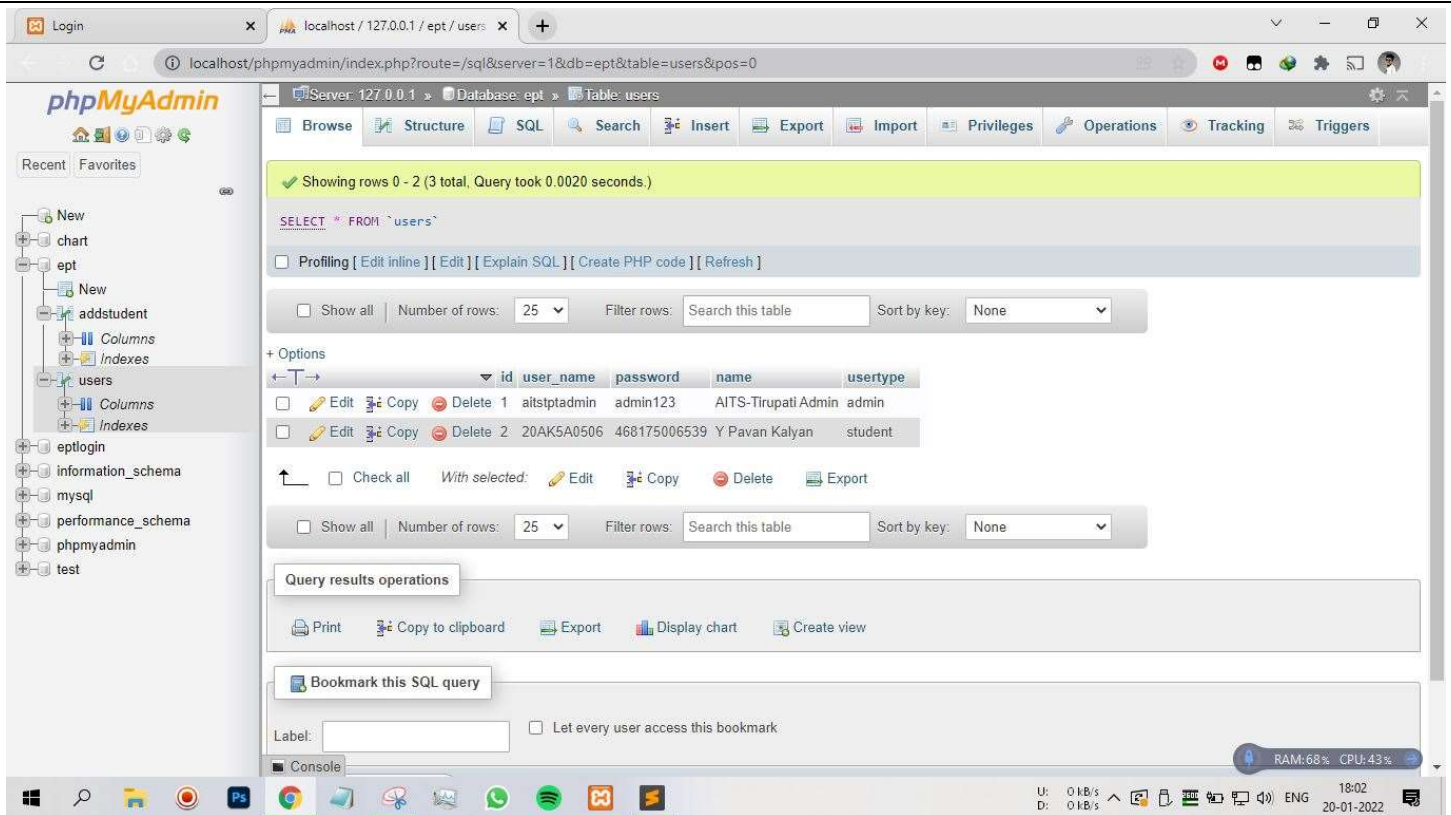 Login
localhost / 127.0.0.1 / ept / users
localhost/phpmyadmin/index.php?route=/sql&server=1&db=ept&table=users&pos=0
phpMyAdmin
Recent Favorites
New
chart
ept
New
addstudent
Columns
Indexes
users
Columns
Indexes
eptlogin
information_schema
mysql
performance_schema
phpmyadmin
test
Server: 127.0.0.1 » Database: ept » Table: users
Browse Structure SQL Search Insert Export Import Privileges Operations Tracking Triggers
Showing rows 0 - 2 (3 total, Query took 0.0020 seconds.)
SELECT * FROM `users`
Profiling [ Edit inline ] [ Edit ] [ Explain SQL ] [ Create PHP code ] [ Refresh ]
Show all | Number of rows: 25 Filter rows: Search this table Sort by key: None
+ Options
←T→ id user_name password name usertype
Edit Copy Delete 1 aitstptadmin admin123 AITS-Tirupati Admin admin
Edit Copy Delete 2 20AK5A0506 468175006539 Y Pavan Kalyan student
Check all With selected: Edit Copy Delete Export
Show all | Number of rows: 25 Filter rows: Search this table Sort by key: None
Query results operations
Print Copy to clipboard Export Display chart Create view
Bookmark this SQL query
Label: Let every user access this bookmark
Console
RAM:68% CPU:43%
U: 0 kB/s
D: 0 kB/s
ENG
18:02
20-01-2022